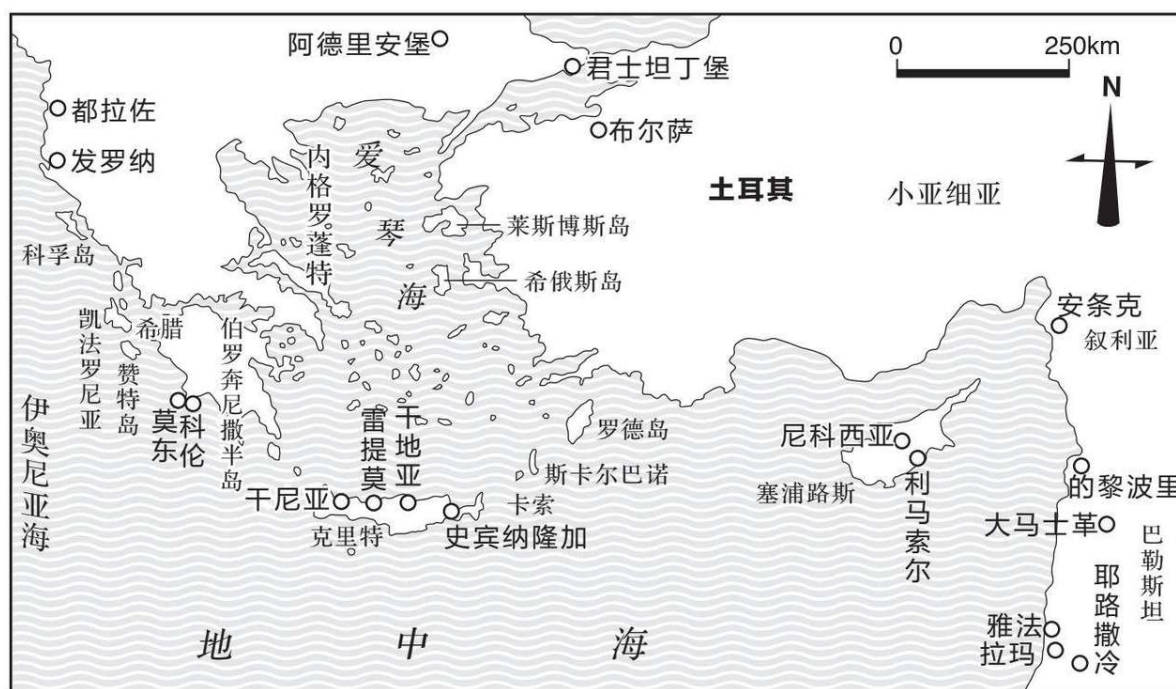 阿德里安堡
君士坦丁堡
0 250km
N
都拉佐
发罗纳
布尔萨
爱琴海
内格罗蓬特
土耳其
小亚细亚
莱斯博斯岛
科孚岛
希俄斯岛
安条克
叙利亚
凯法罗尼亚
希腊
伯罗奔尼撒半岛
赞特岛
伊奥尼亚海
莫东
科伦
雷提莫
干地亚
罗德岛
尼科西亚
斯卡尔巴诺
塞浦路斯
利马索尔
的黎波里
干尼亚
卡索
克里特
史宾纳隆加
大马士革
巴勒斯坦
耶路撒冷
雅法
拉玛
地中海